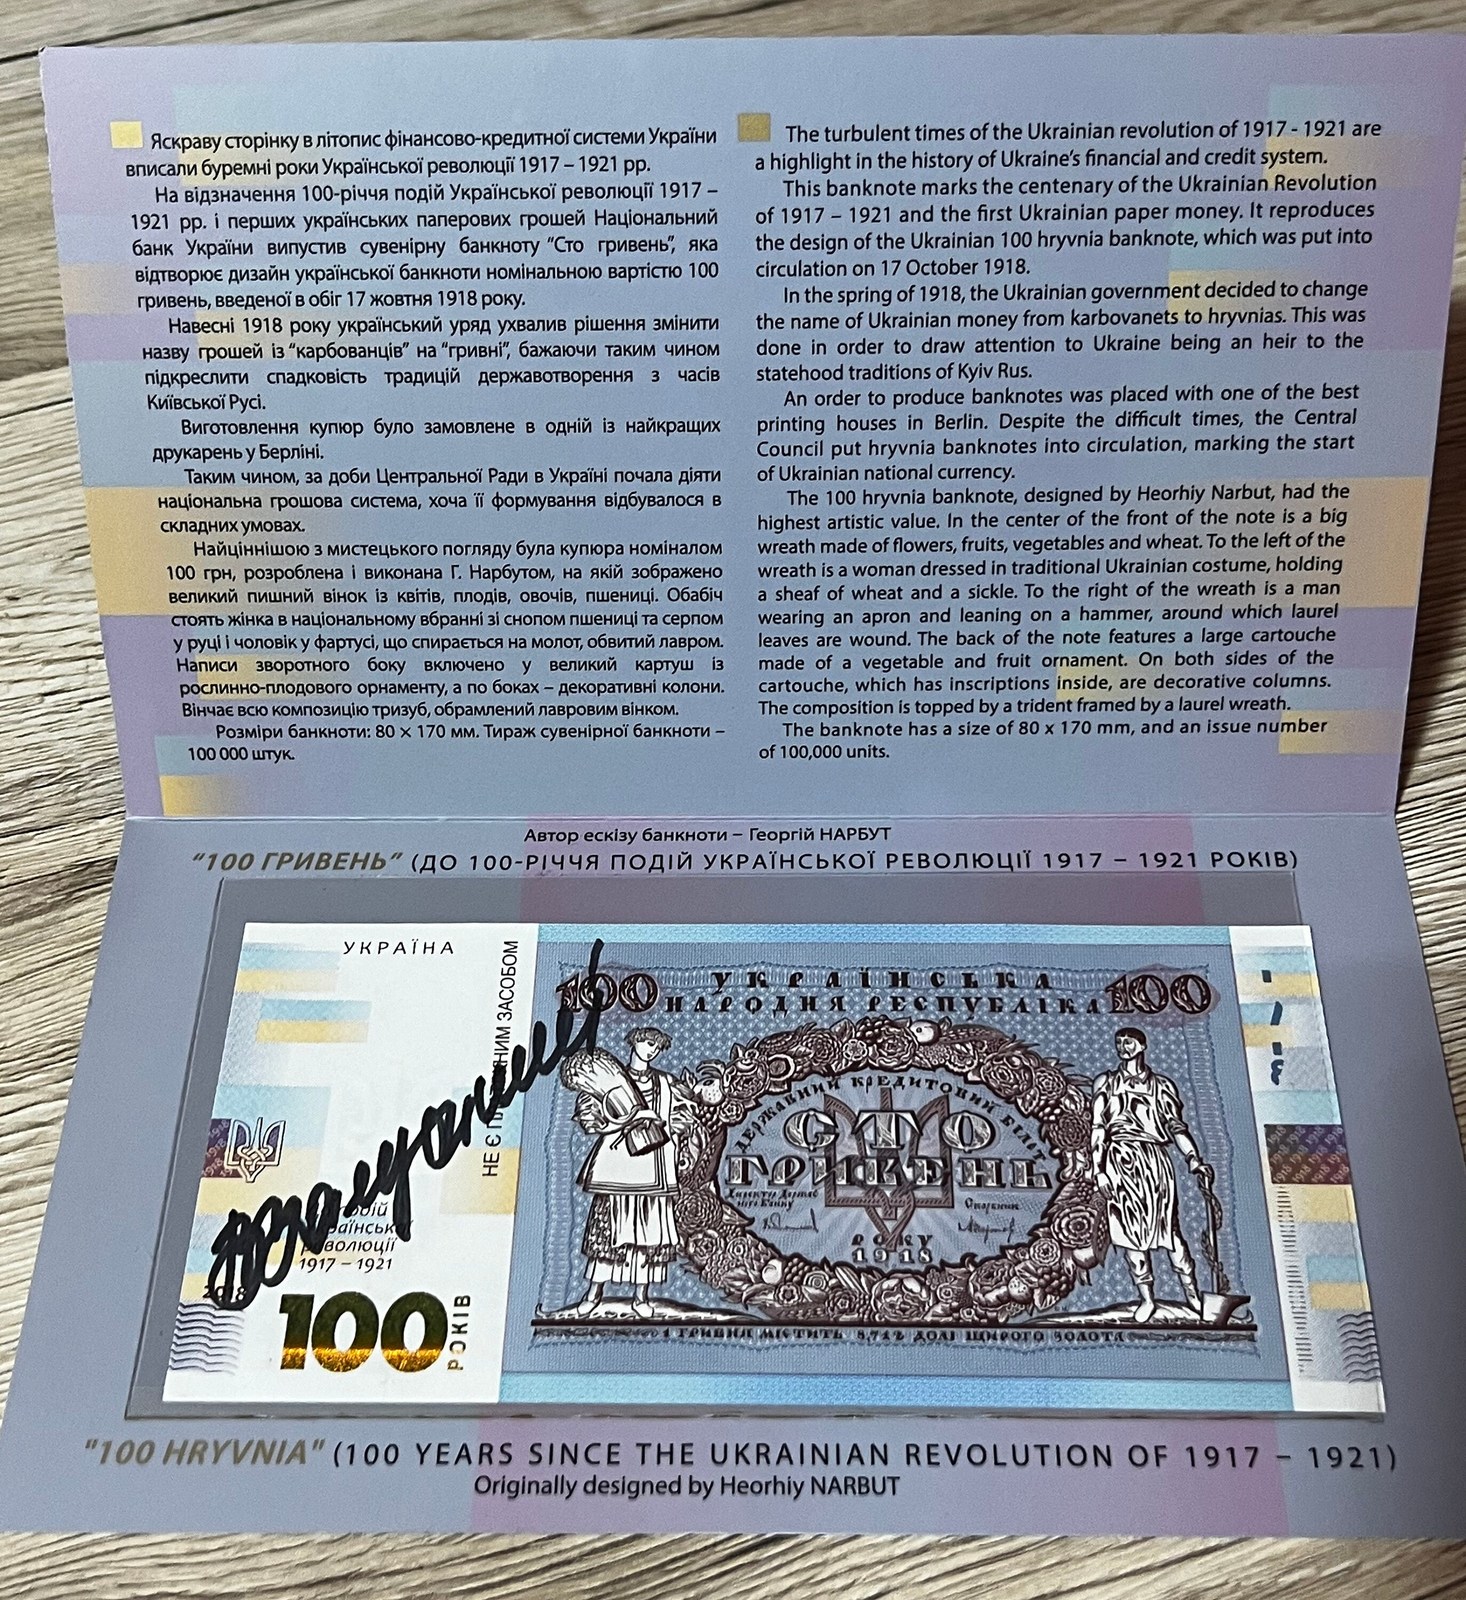 Яскраву сторінку в літопис фінансово-кредитної системи України
вписали буремні роки Української революції 1917 – 1921 рр.
На відзначення 100-річчя подій Української революції 1917 –
1921 рр. і перших українських паперових грошей Національний
банк України випустив сувенірну банкноту "Сто гривень", яка
відтворює дизайн української банкноти номінальною вартістю 100
гривень, введеної в обіг 17 жовтня 1918 року.
Навесні 1918 року український уряд ухвалив рішення змінити
назву грошей із "карбованців" на "гривні", бажаючи таким чином
підкреслити спадковість традицій державотворення з часів
Київської Русі.
Виготовлення купюр було замовлене в одній із найкращих
друкарень у Берліні.
Таким чином, за доби Центральної Ради в Україні почала діяти
національна грошова система, хоча її формування відбувалося в
складних умовах.
Найціннішою з мистецького погляду була купюра номіналом
100 грн, розроблена і виконана Г. Нарбутом, на якій зображено
великий пишний вінок із квітів, плодів, овочів, пшениці. Обабіч
стоять жінка в національному вбранні зі снопом пшениці та серпом
у руці і чоловік у фартусі, що спирається на молот, обвитий лавром.
Написи зворотного боку включено у великий картуш із
рослинно-плодового орнаменту, а по боках – декоративні колони.
Вінчає всю композицію тризуб, обрамлений лавровим вінком.
Розміри банкноти: 80 × 170 мм. Тираж сувенірної банкноти –
100 000 штук.
The turbulent times of the Ukrainian revolution of 1917 - 1921 are
a highlight in the history of Ukraine's financial and credit system.
This banknote marks the centenary of the Ukrainian Revolution
of 1917 – 1921 and the first Ukrainian paper money. It reproduces
the design of the Ukrainian 100 hryvnia banknote, which was put into
circulation on 17 October 1918.
In the spring of 1918, the Ukrainian government decided to change
the name of Ukrainian money from karbovanets to hryvnias. This was
done in order to draw attention to Ukraine being an heir to the
statehood traditions of Kyiv Rus.
An order to produce banknotes was placed with one of the best
printing houses in Berlin. Despite the difficult times, the Central
Council put hryvnia banknotes into circulation, marking the start
of Ukrainian national currency.
The 100 hryvnia banknote, designed by Heorhiy Narbut, had the
highest artistic value. In the center of the front of the note is a big
wreath made of flowers, fruits, vegetables and wheat. To the left of the
wreath is a woman dressed in traditional Ukrainian costume, holding
a sheaf of wheat and a sickle. To the right of the wreath is a man
wearing an apron and leaning on a hammer, around which laurel
leaves are wound. The back of the note features a large cartouche
made of a vegetable and fruit ornament. On both sides of the
cartouche, which has inscriptions inside, are decorative columns.
The composition is topped by a trident framed by a laurel wreath.
The banknote has a size of 80 x 170 mm, and an issue number
of 100,000 units.
Автор ескізу банкноти – Георгій НАРБУТ
"100 ГРИВЕНЬ" (ДО 100-РІЧЧЯ ПОДІЙ УКРАЇНСЬКОЇ РЕВОЛЮЦІЇ 1917 – 1921 РОКІВ)
УКРАЇНА
НЕ Є ЗАСОБОМ
революції
1917 – 1921
2018
100 РОКІВ
100 УКРАЇНСЬКА 100
НАРОДНЯ РЕСПУБЛІКА
ДЕРЖАВНИЙ КРЕДИТОВИЙ БІЛЕТ
СТО
ГРИВЕНЬ
Директор Держав
ного Банку
Скарбник
РОКУ
1918
1 ГРИВНЯ МІСТИТЬ 8,712 ДОЛІ ЩИРОГО ЗОЛОТА
1918
1918
"100 HRYVNIA" (100 YEARS SINCE THE UKRAINIAN REVOLUTION OF 1917 – 1921)
Originally designed by Heorhiy NARBUT